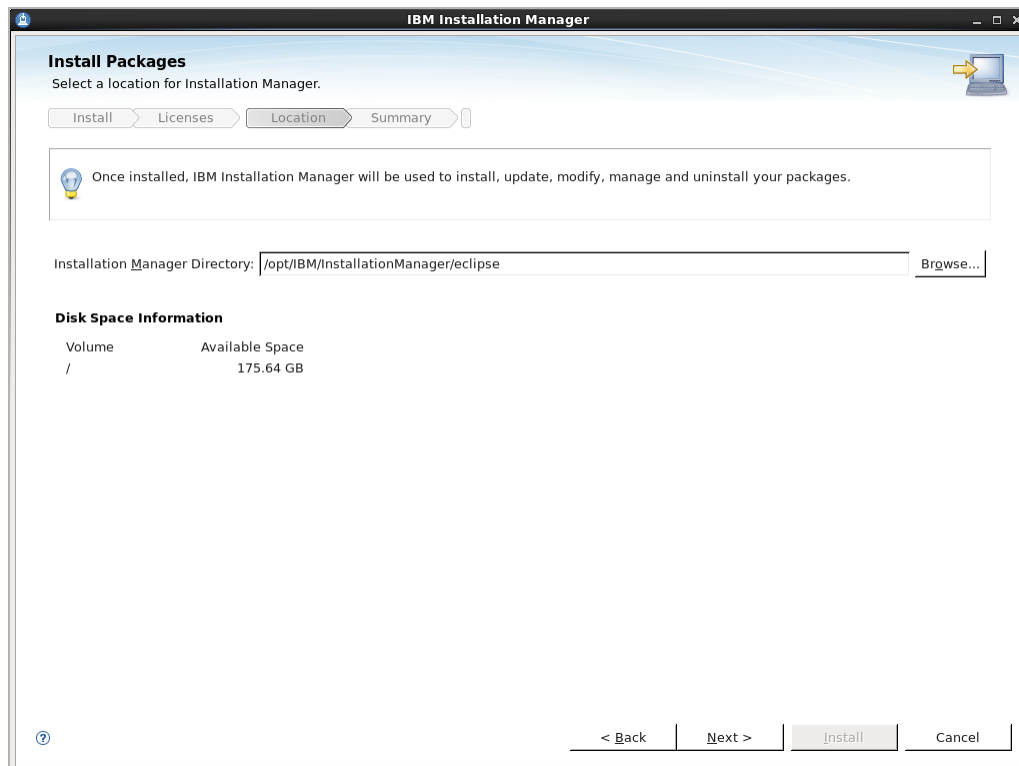 IBM Installation Manager
Install Packages
Select a location for Installation Manager.
Install Licenses Location Summary
Once installed, IBM Installation Manager will be used to install, update, modify, manage and uninstall your packages.
Installation Manager Directory: /opt/IBM/InstallationManager/eclipse Browse...
Disk Space Information
Volume Available Space
/ 175.64 GB
? < Back Next > Install Cancel